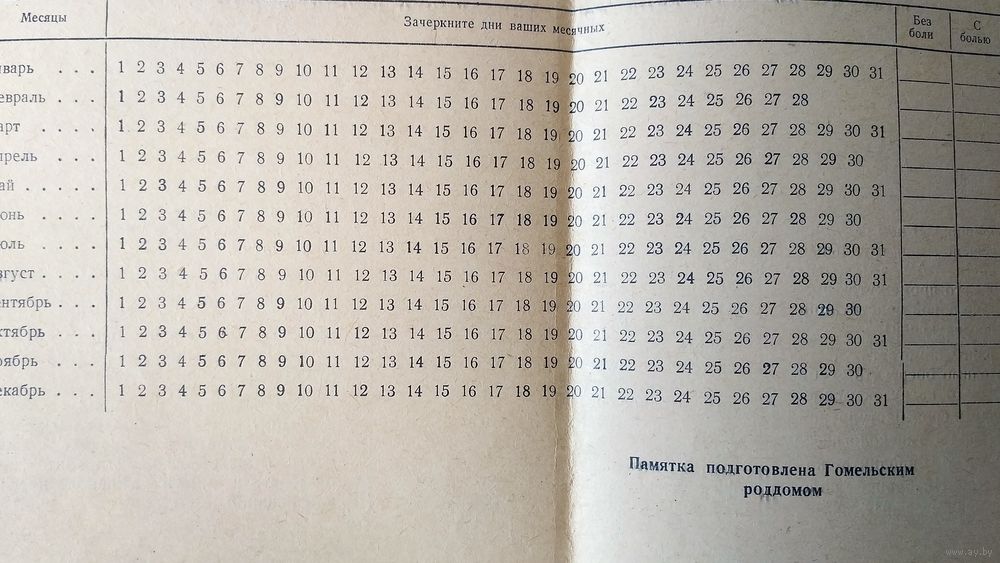 Месяцы Зачеркните дни ваших месячных Без боли С болью
нварь . . . 1 2 3 4 5 6 7 8 9 10 11 12 13 14 15 16 17 18 19 20 21 22 23 24 25 26 27 28 29 30 31
евраль . . . 1 2 3 4 5 6 7 8 9 10 11 12 13 14 15 16 17 18 19 20 21 22 23 24 25 26 27 28
арт . . . . 1 2 3 4 5 6 7 8 9 10 11 12 13 14 15 16 17 18 19 20 21 22 23 24 25 26 27 28 29 30 31
прель . . . 1 2 3 4 5 6 7 8 9 10 11 12 13 14 15 16 17 18 19 20 21 22 23 24 25 26 27 28 29 30
ай . . . . . 1 2 3 4 5 6 7 8 9 10 11 12 13 14 15 16 17 18 19 20 21 22 23 24 25 26 27 28 29 30 31
юнь . . . . 1 2 3 4 5 6 7 8 9 10 11 12 13 14 15 16 17 18 19 20 21 22 23 24 25 26 27 28 29 30
юль . . . . 1 2 3 4 5 6 7 8 9 10 11 12 13 14 15 16 17 18 19 20 21 22 23 24 25 26 27 28 29 30 31
вгуст . . . 1 2 3 4 5 6 7 8 9 10 11 12 13 14 15 16 17 18 19 20 21 22 23 24 25 26 27 28 29 30 31
ентябрь . . . 1 2 3 4 5 6 7 8 9 10 11 12 13 14 15 16 17 18 19 20 21 22 23 24 25 26 27 28 29 30
ктябрь . . . 1 2 3 4 5 6 7 8 9 10 11 12 13 14 15 16 17 18 19 20 21 22 23 24 25 26 27 28 29 30 31
оябрь . . . 1 2 3 4 5 6 7 8 9 10 11 12 13 14 15 16 17 18 19 20 21 22 23 24 25 26 27 28 29 30
екабрь . . . 1 2 3 4 5 6 7 8 9 10 11 12 13 14 15 16 17 18 19 20 21 22 23 24 25 26 27 28 29 30 31
Памятка подготовлена Гомельским
роддомом
www.ay.by